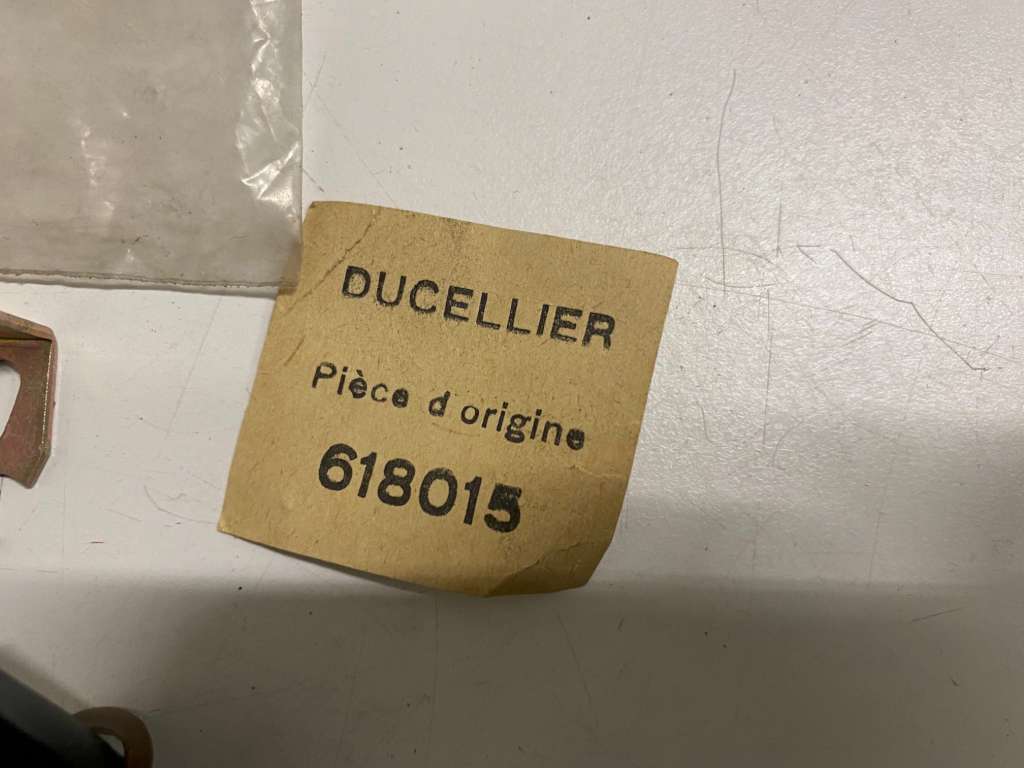 DUCELLIER
Pièce d origine
618015